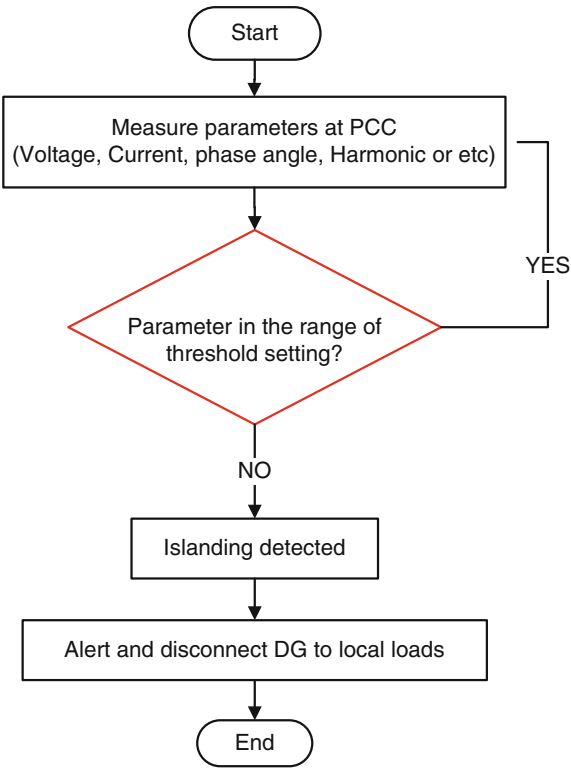 Start
Measure parameters at PCC
(Voltage, Current, phase angle, Harmonic or etc)
YES
Parameter in the range of
threshold setting?
NO
Islanding detected
Alert and disconnect DG to local loads
End